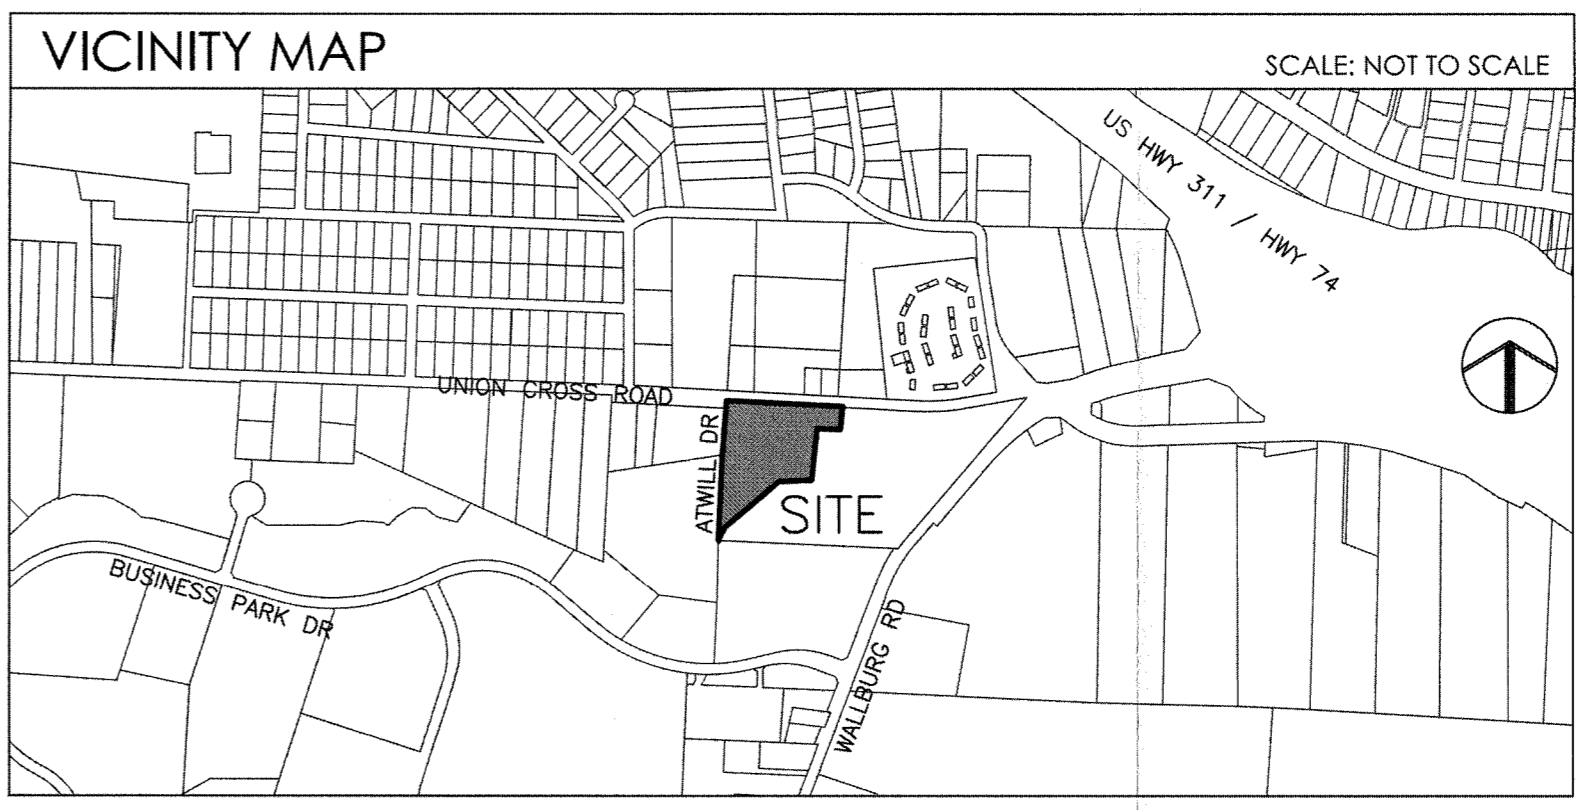 VICINITY MAP
SCALE: NOT TO SCALE
US HWY 311 / HWY 74
UNION CROSS ROAD
ATWILL DR
SITE
BUSINESS PARK DR
WALLBURG RD